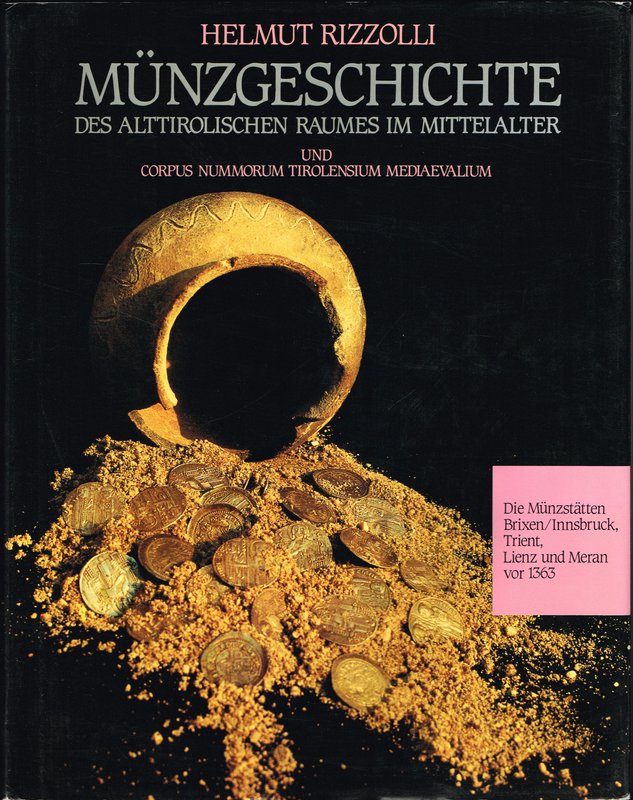 HELMUT RIZZOLLI
MÜNZGESCHICHTE
DES ALTTIROLISCHEN RAUMES IM MITTELALTER
UND
CORPUS NUMMORUM TIROLENSIUM MEDIAEVALIUM
Die Münzstätten
Brixen/Innsbruck,
Trient,
Lienz und Meran
vor 1363